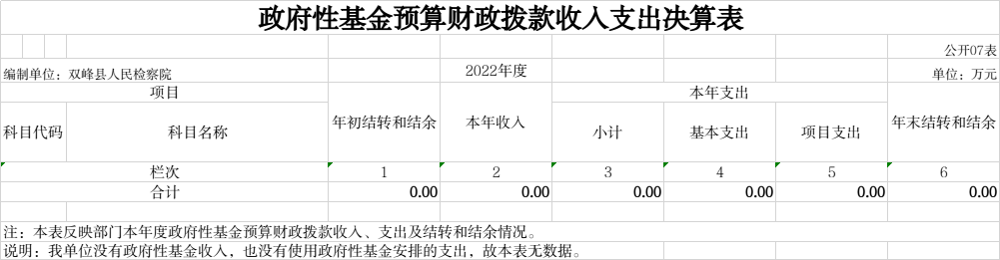 政府性基金预算财政拨款收入支出决算表
公开07表
编制单位：双峰县人民检察院 2022年度 单位：万元
项目 年初结转和结余 本年收入 本年支出 年末结转和结余
科目代码 科目名称 小计 基本支出 项目支出
栏次 1 2 3 4 5 6
合计 0.00 0.00 0.00 0.00 0.00 0.00
注：本表反映部门本年度政府性基金预算财政拨款收入、支出及结转和结余情况。
说明：我单位没有政府性基金收入，也没有使用政府性基金安排的支出，故本表无数据。